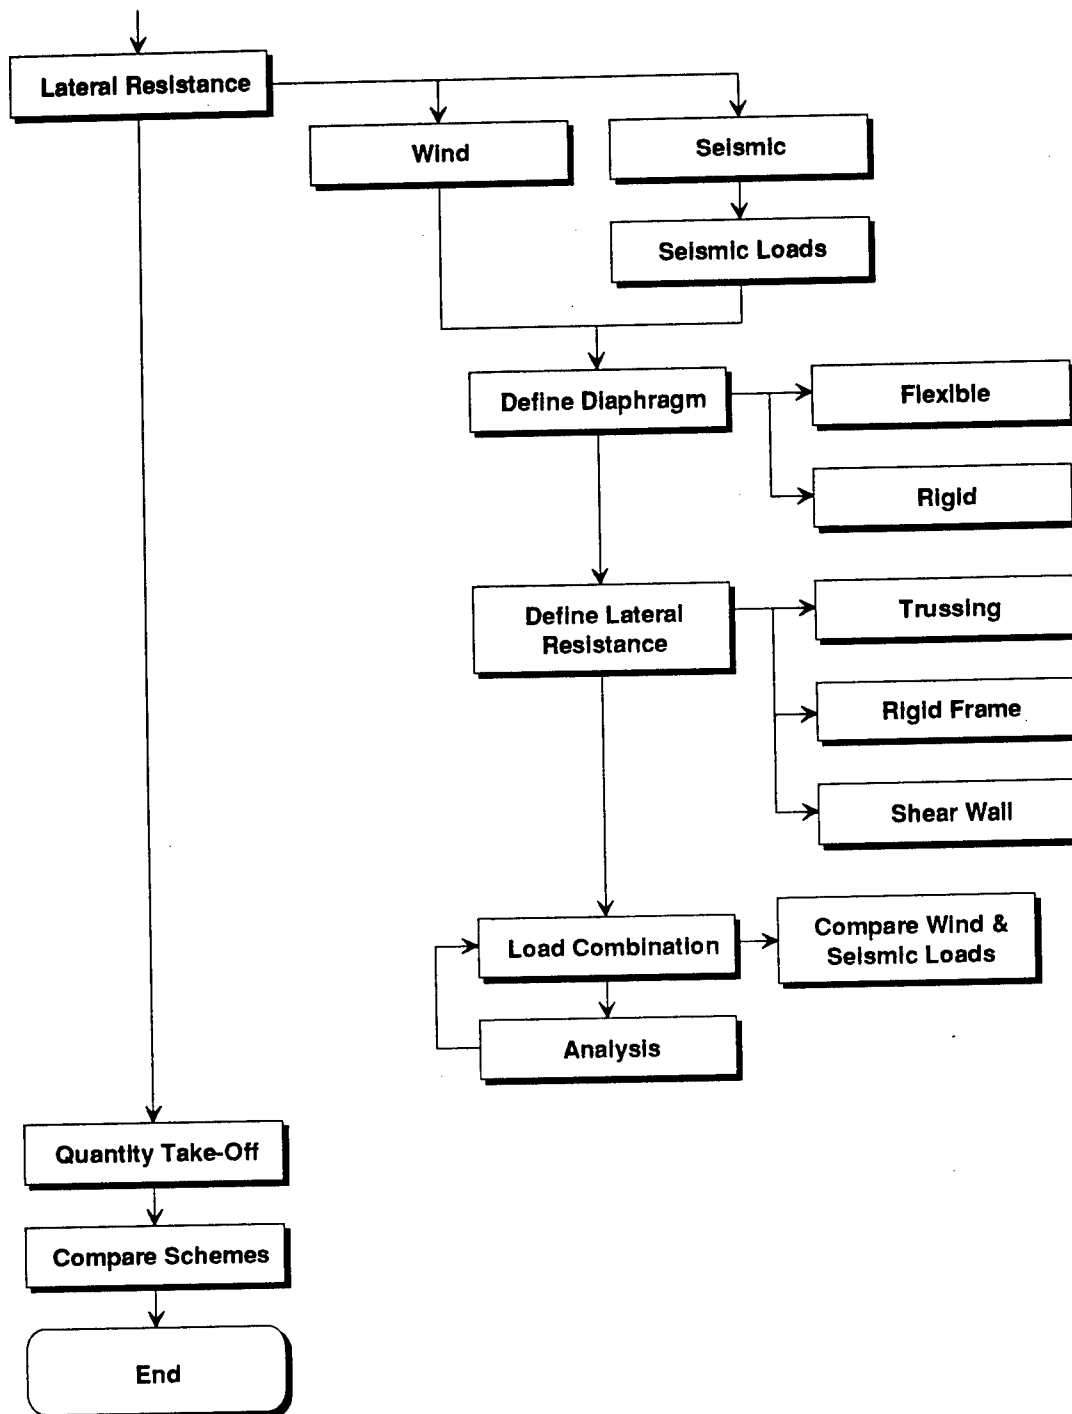 Lateral Resistance
Wind
Seismic
Seismic Loads
Define Diaphragm
Flexible
Rigid
Define Lateral
Resistance
Trussing
Rigid Frame
Shear Wall
Load Combination
Compare Wind &
Seismic Loads
Analysis
Quantity Take-Off
Compare Schemes
End